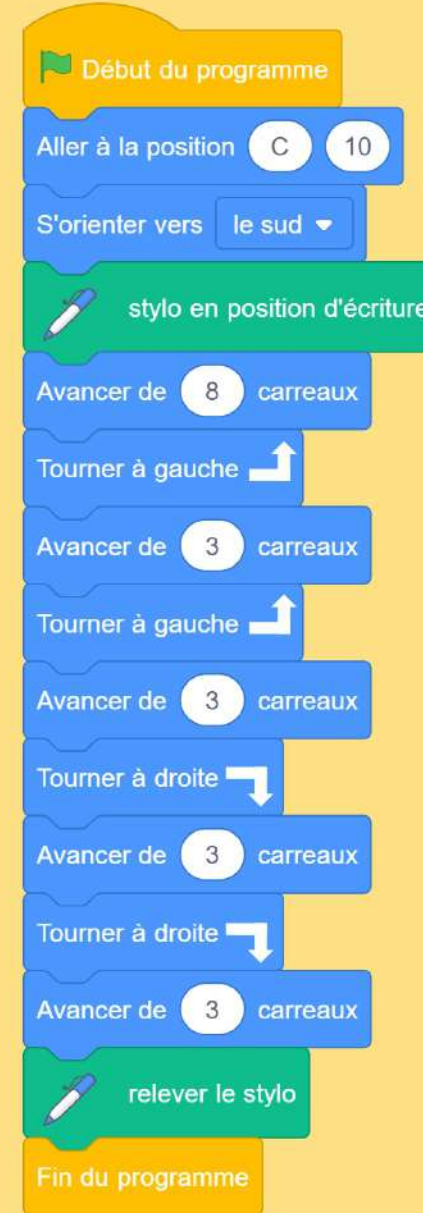 Début du programme
Aller à la position C 10
S'orienter vers le sud
stylo en position d'écriture
Avancer de 8 carreaux
Tourner à gauche
Avancer de 3 carreaux
Tourner à gauche
Avancer de 3 carreaux
Tourner à droite
Avancer de 3 carreaux
Tourner à droite
Avancer de 3 carreaux
relever le stylo
Fin du programme